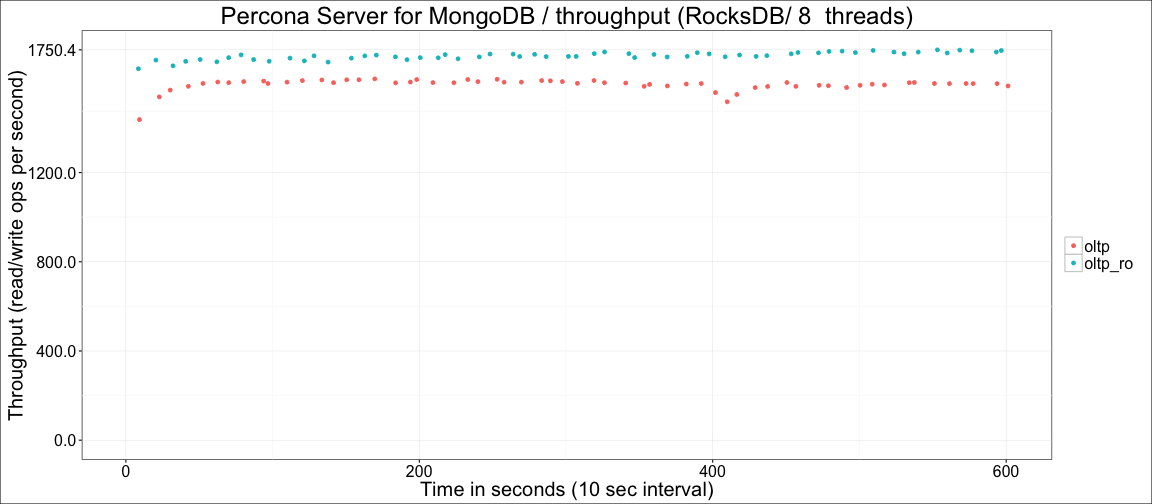 Percona Server for MongoDB / throughput (RocksDB/ 8  threads)
Throughput (read/write ops per second)
1750.4
1200.0
800.0
400.0
0.0
0
200
400
600
Time in seconds (10 sec interval)
oltp
oltp_ro